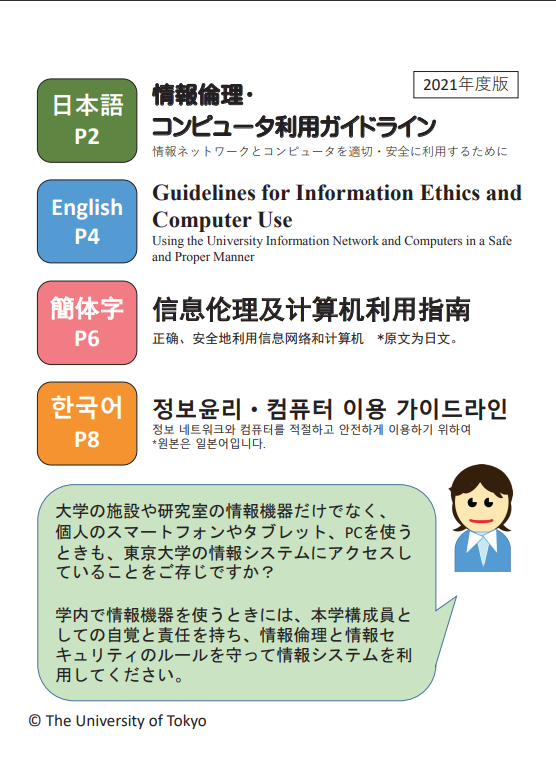 2021年度版
日本語
P2
情報倫理・
コンピュータ利用ガイドライン
情報ネットワークとコンピュータを適切・安全に利用するために
English
P4
Guidelines for Information Ethics and
Computer Use
Using the University Information Network and Computers in a Safe
and Proper Manner
簡体字
P6
信息伦理及计算机利用指南
正确、安全地利用信息网络和计算机　*原文为日文。
한국어
P8
정보윤리・컴퓨터 이용 가이드라인
정보 네트워크와 컴퓨터를 적절하고 안전하게 이용하기 위하여
*원본은 일본어입니다.
大学の施設や研究室の情報機器だけでなく、
個人のスマートフォンやタブレット、PCを使う
ときも、東京大学の情報システムにアクセスし
ていることをご存じですか？
学内で情報機器を使うときには、本学構成員と
しての自覚と責任を持ち、情報倫理と情報セ
キュリティのルールを守って情報システムを利
用してください。
© The University of Tokyo